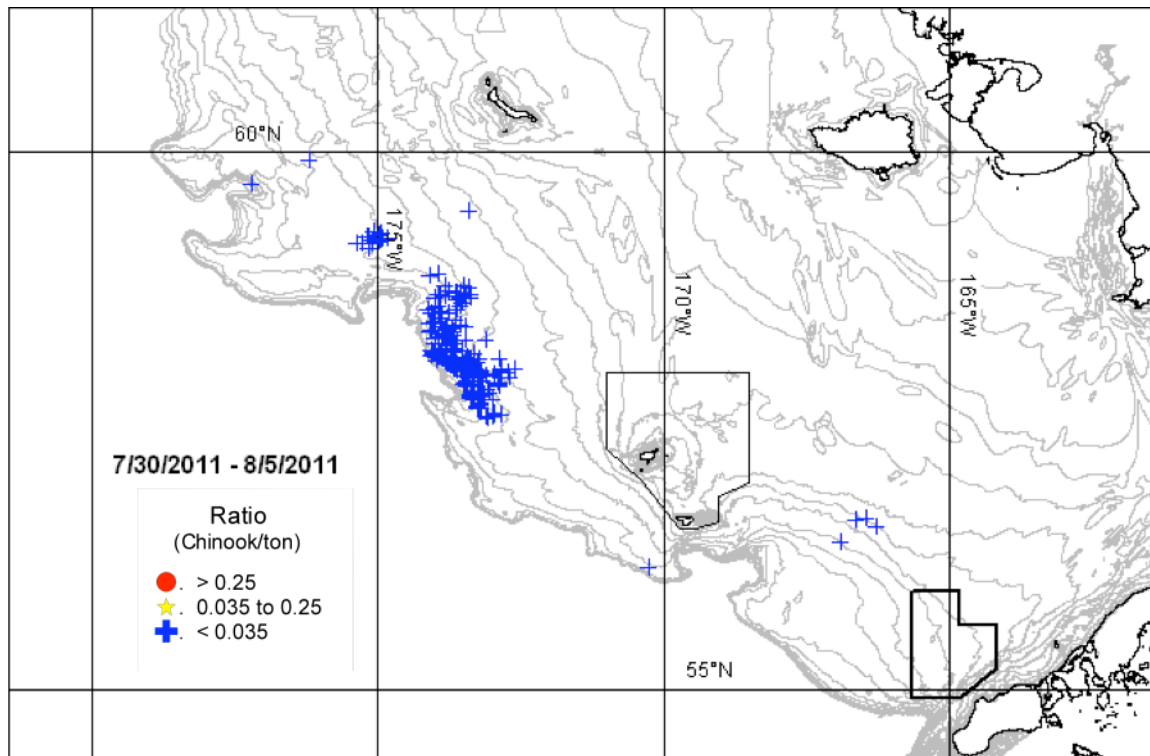 60°N
175°W
170°W
165°W
7/30/2011 - 8/5/2011
Ratio
(Chinook/ton)
. > 0.25
. 0.035 to 0.25
. < 0.035
55°N